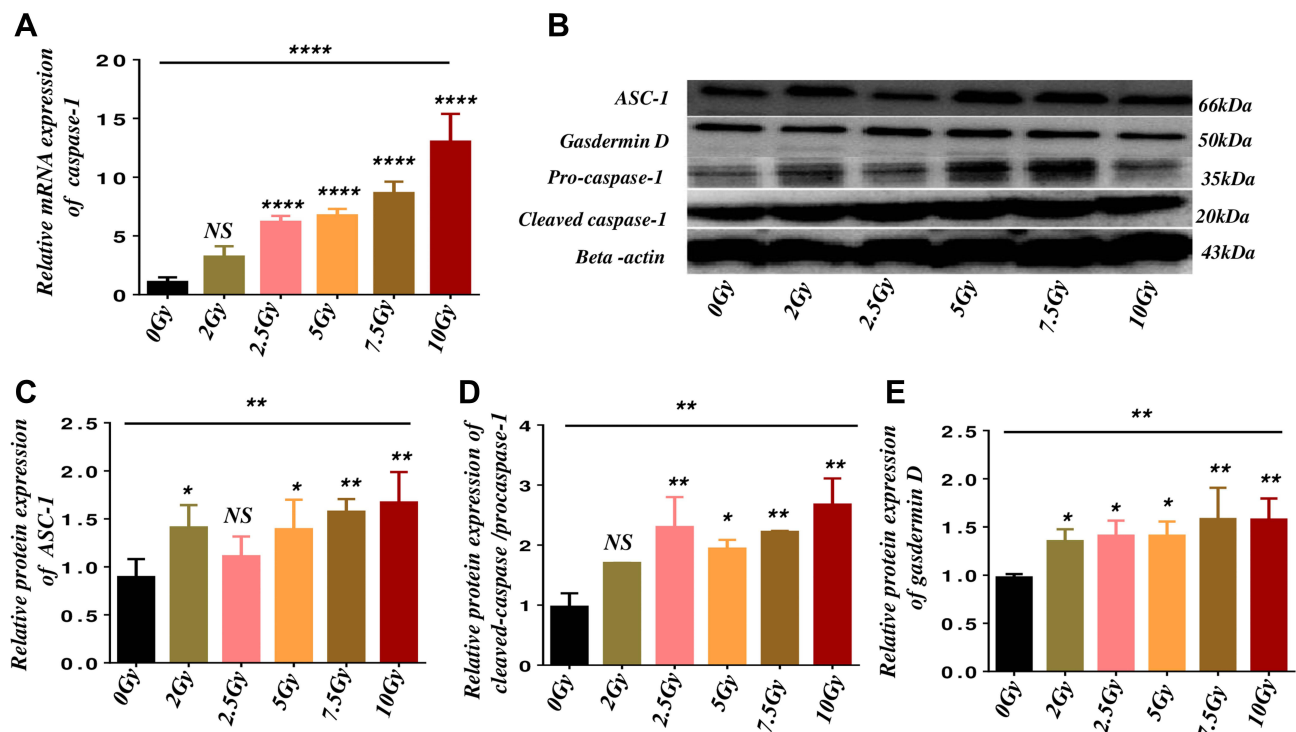 A
Relative mRNA expression
of caspase-1
20
15
10
5
0
****
NS
****
****
****
****
0Gy
2Gy
2.5Gy
5Gy
7.5Gy
10Gy
B
ASC-1
66kDa
Gasdermin D
50kDa
Pro-caspase-1
35kDa
Cleaved caspase-1
20kDa
Beta -actin
43kDa
0Gy
2Gy
2.5Gy
5Gy
7.5Gy
10Gy
C
Relative protein expression
of ASC-1
2.5
2.0
1.5
1.0
0.5
0.0
**
*
NS
*
**
**
0Gy
2Gy
2.5Gy
5Gy
7.5Gy
10Gy
D
Relative protein expression of
cleaved-caspase /procaspase-1
4
3
2
1
0
**
NS
**
*
**
**
0Gy
2Gy
2.5Gy
5Gy
7.5Gy
10Gy
E
Relative protein expression
of gasdermin D
2.5
2.0
1.5
1.0
0.5
0.0
**
*
*
*
**
**
0Gy
2Gy
2.5Gy
5Gy
7.5Gy
10Gy